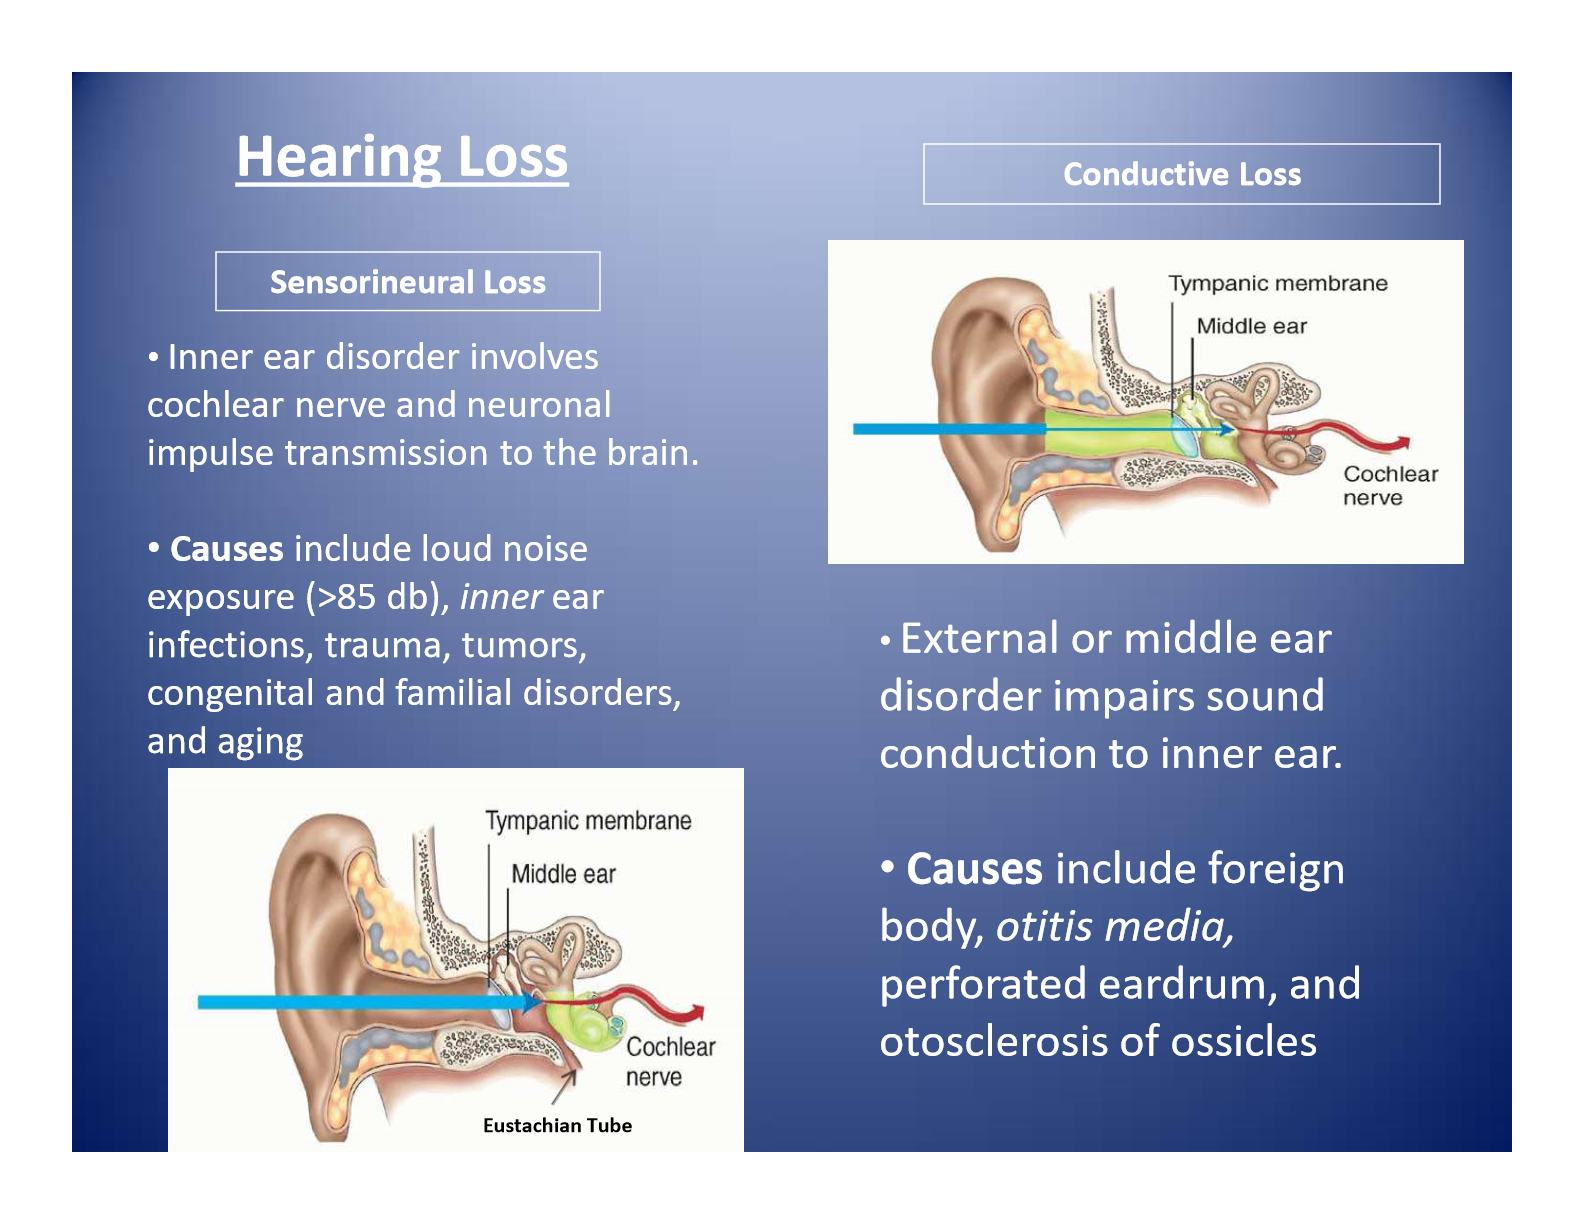 Hearing Loss
Sensorineural Loss
• Inner ear disorder involves
cochlear nerve and neuronal
impulse transmission to the brain.
• Causes include loud noise
exposure (>85 db), inner ear
infections, trauma, tumors,
congenital and familial disorders,
and aging
Tympanic membrane
Middle ear
Cochlear
nerve
Eustachian Tube
Conductive Loss
Tympanic membrane
Middle ear
Cochlear
nerve
• External or middle ear
disorder impairs sound
conduction to inner ear.
• Causes include foreign
body, otitis media,
perforated eardrum, and
otosclerosis of ossicles